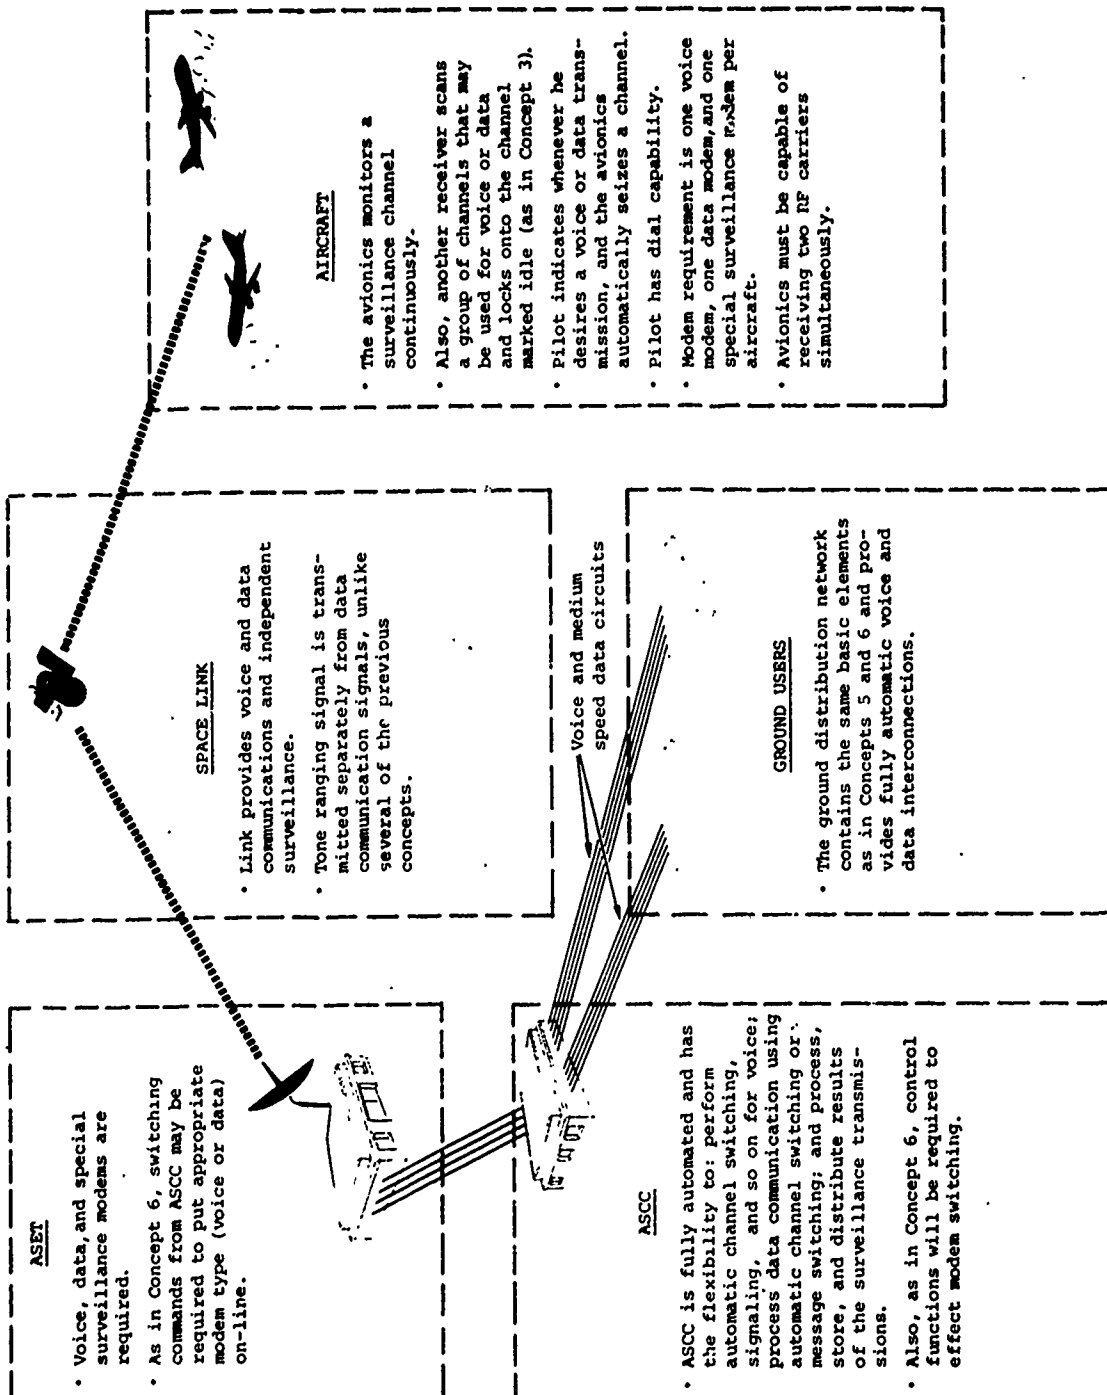 ASET
· Voice, data, and special
surveillance modems are
required.
· As in Concept 6, switching
commands from ASCC may be
required to put appropriate
modem type (voice or data)
on-line.
SPACE LINK
· Link provides voice and data
communications and independent
surveillance.
· Tone ranging signal is trans-
mitted separately from data
communication signals, unlike
several of the previous
concepts.
AIRCRAFT
· The avionics monitors a
surveillance channel
continuously.
· Also, another receiver scans
a group of channels that may
be used for voice or data
and locks onto the channel
marked idle (as in Concept 3).
· Pilot indicates whenever he
desires a voice or data trans-
mission, and the avionics
automatically seizes a channel.
· Pilot has dial capability.
· Modem requirement is one voice
modem, one data modem, and one
special surveillance modem per
aircraft.
· Avionics must be capable of
receiving two RF carriers
simultaneously.
ASCC
· ASCC is fully automated and has
the flexibility to: perform
automatic channel switching,
signaling, and so on for voice;
process data communication using
automatic channel switching or
message switching; and process,
store, and distribute results
of the surveillance transmis-
sions.
· Also, as in Concept 6, control
functions will be required to
effect modem switching.
Voice and medium
speed data circuits
GROUND USERS
· The ground distribution network
contains the same basic elements
as in Concepts 5 and 6 and pro-
vides fully automatic voice and
data interconnections.